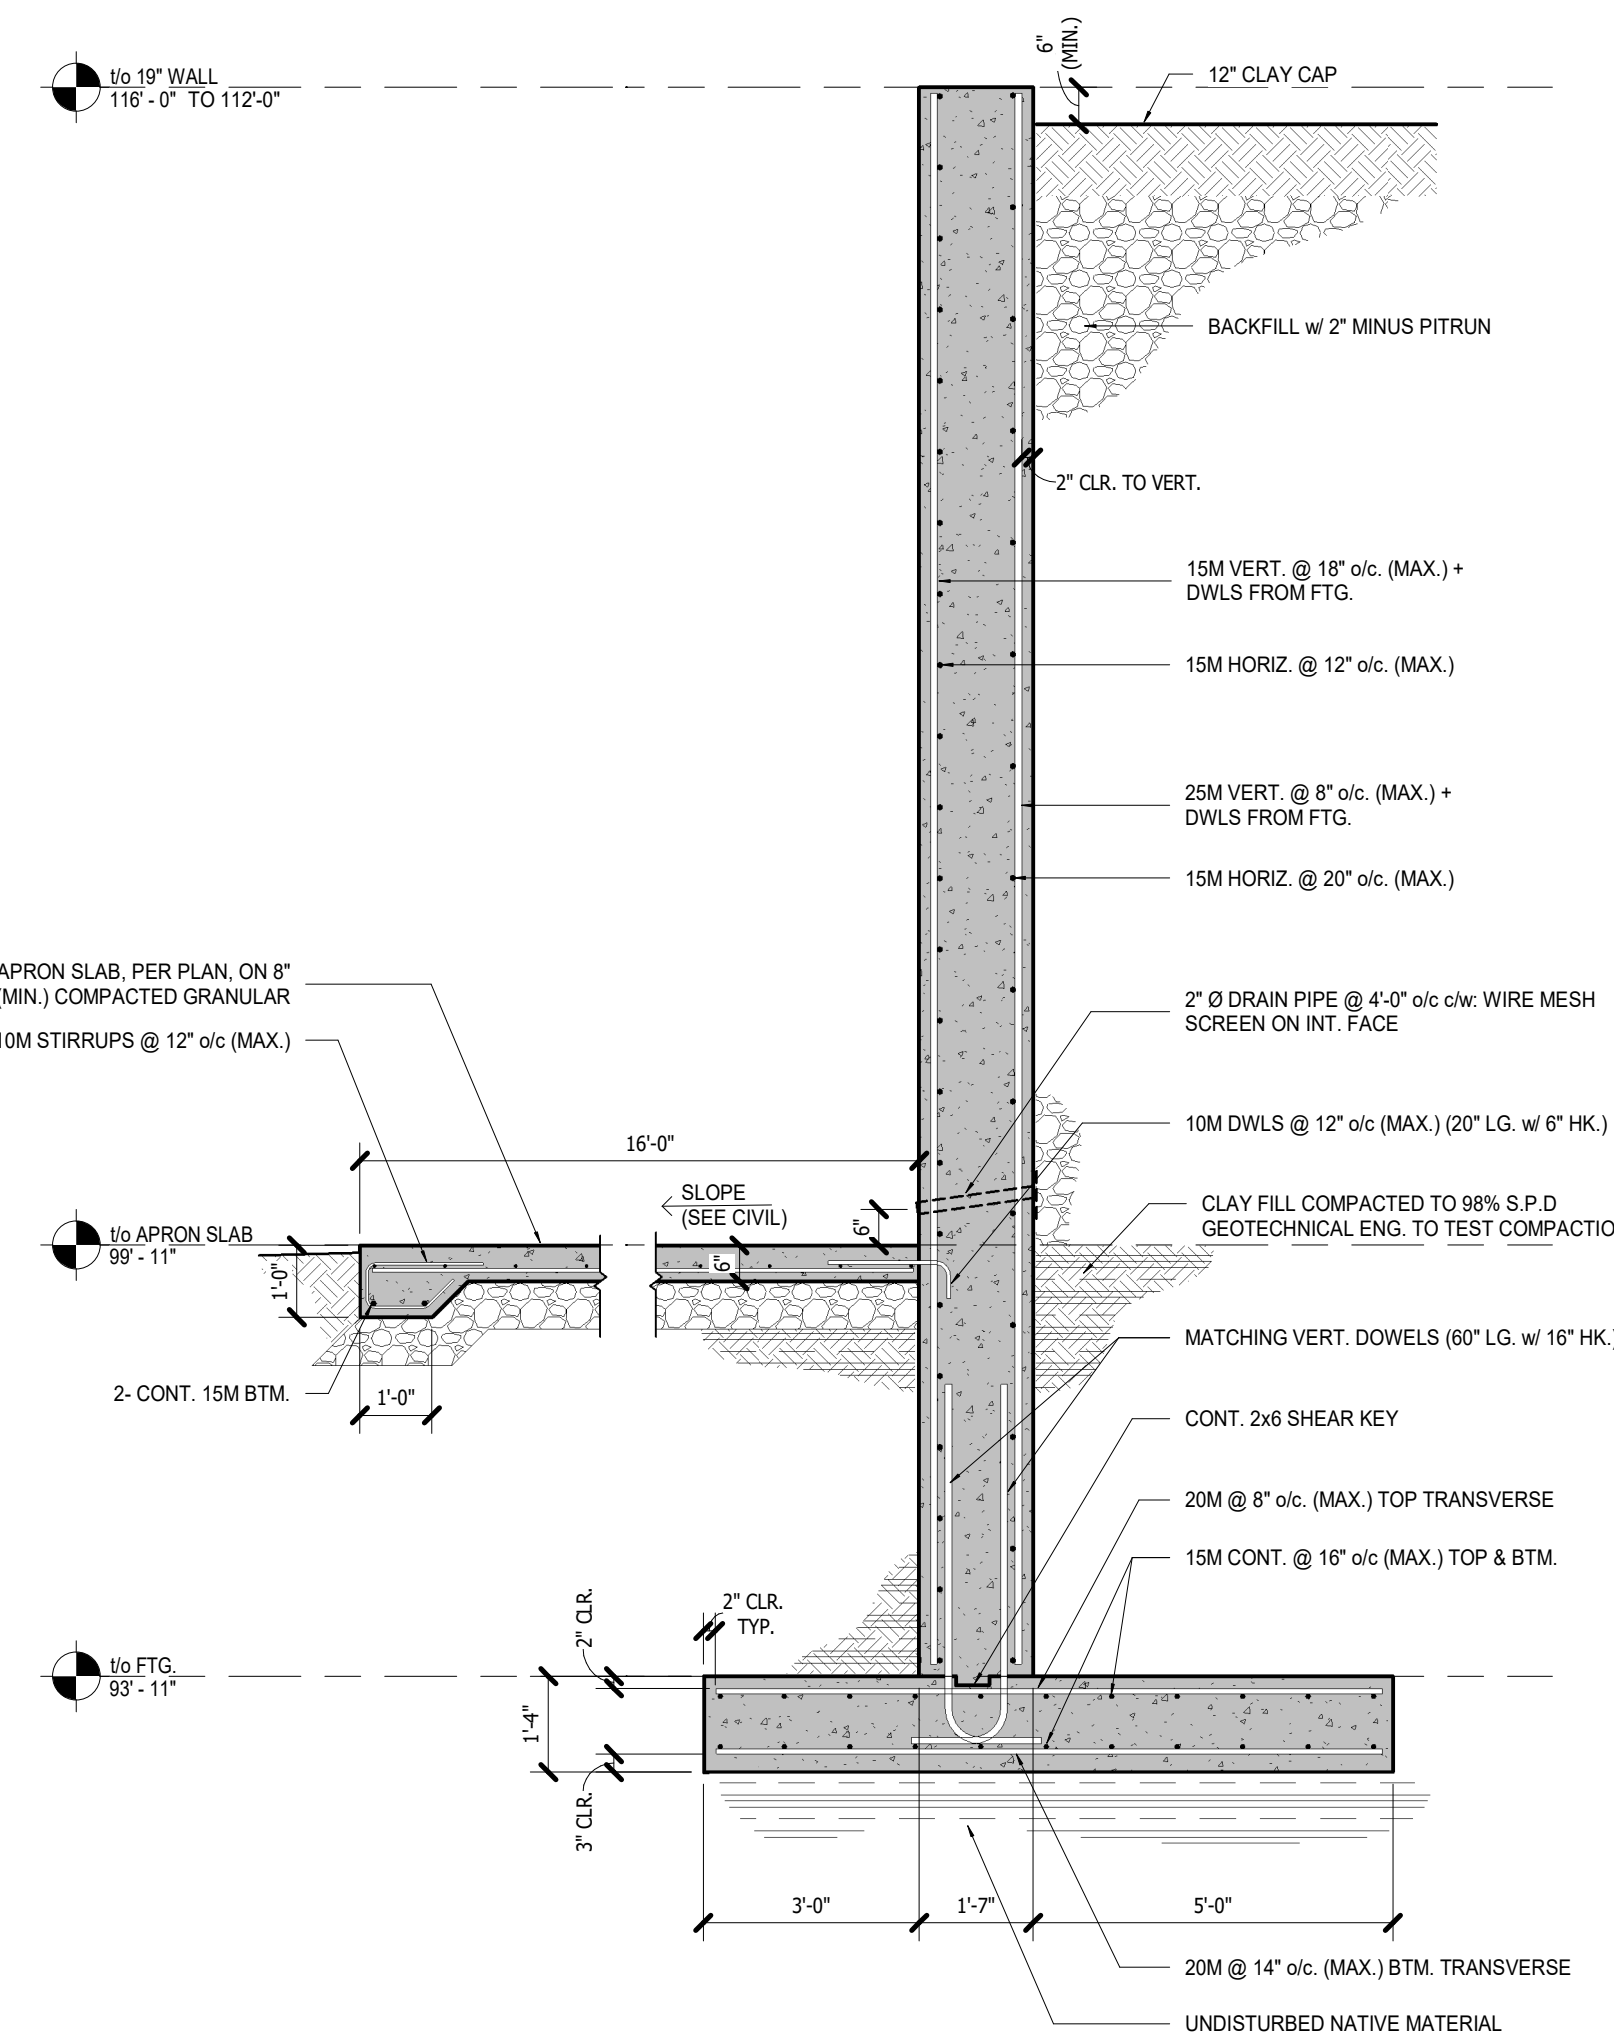 6"
(MIN.)
t/o 19" WALL
116' - 0" TO 112'-0"
12" CLAY CAP
BACKFILL w/ 2" MINUS PITRUN
2" CLR. TO VERT.
15M VERT. @ 18" o/c. (MAX.) +
DWLS FROM FTG.
15M HORIZ. @ 12" o/c. (MAX.)
25M VERT. @ 8" o/c. (MAX.) +
DWLS FROM FTG.
15M HORIZ. @ 20" o/c. (MAX.)
APRON SLAB, PER PLAN, ON 8"
(MIN.) COMPACTED GRANULAR
10M STIRRUPS @ 12" o/c (MAX.)
2" Ø DRAIN PIPE @ 4'-0" o/c c/w: WIRE MESH
SCREEN ON INT. FACE
10M DWLS @ 12" o/c (MAX.) (20" LG. w/ 6" HK.)
16'-0"
SLOPE
(SEE CIVIL)
6"
CLAY FILL COMPACTED TO 98% S.P.D
GEOTECHNICAL ENG. TO TEST COMPACTIO
t/o APRON SLAB
99' - 11"
1'-0"
6"
MATCHING VERT. DOWELS (60" LG. w/ 16" HK.)
2- CONT. 15M BTM.
1'-0"
CONT. 2x6 SHEAR KEY
20M @ 8" o/c. (MAX.) TOP TRANSVERSE
15M CONT. @ 16" o/c (MAX.) TOP & BTM.
2" CLR.
2" CLR.
TYP.
t/o FTG.
93' - 11"
1'-4"
3" CLR.
3'-0"
1'-7"
5'-0"
20M @ 14" o/c. (MAX.) BTM. TRANSVERSE
UNDISTURBED NATIVE MATERIAL